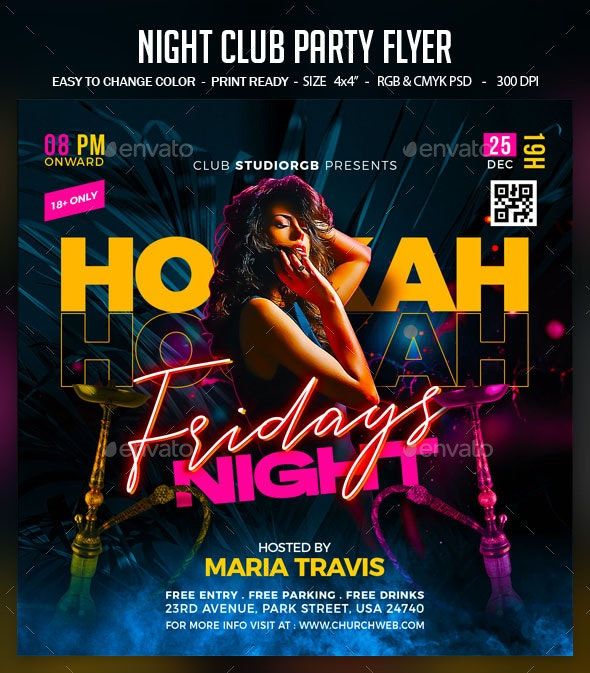 NIGHT CLUB PARTY FLYER
EASY TO CHANGE COLOR - PRINT READY - SIZE 4x4" - RGB & CMYK PSD - 300 DPI
08 PM
ONWARD
18+ ONLY
CLUB STUDIORGB PRESENTS
25
DEC
19H
envato
envato
HOOKAH
HOOKAH
Fridays
NIGHT
envato
envato
HOSTED BY
MARIA TRAVIS
FREE ENTRY . FREE PARKING . FREE DRINKS
23RD AVENUE, PARK STREET, USA 24740
FOR MORE INFO VISIT AT : WWW.CHURCHWEB.COM